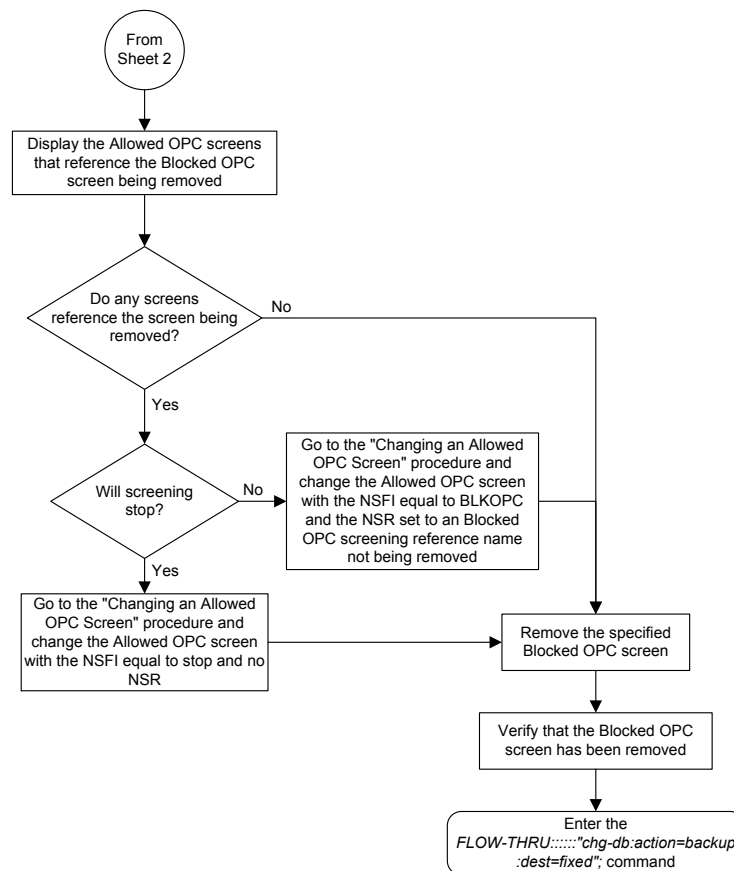 From
Sheet 2
Display the Allowed OPC screens
that reference the Blocked OPC
screen being removed
Do any screens
reference the screen being
removed?
No
Yes
Will screening
stop?
No
Go to the "Changing an Allowed
OPC Screen" procedure and
change the Allowed OPC screen
with the NSFI equal to BLKOPC
and the NSR set to an Blocked
OPC screening reference name
not being removed
Yes
Go to the "Changing an Allowed
OPC Screen" procedure and
change the Allowed OPC screen
with the NSFI equal to stop and no
NSR
Remove the specified
Blocked OPC screen
Verify that the Blocked OPC
screen has been removed
Enter the
FLOW-THRU::::::"chg-db:action=backup
:dest=fixed"; command